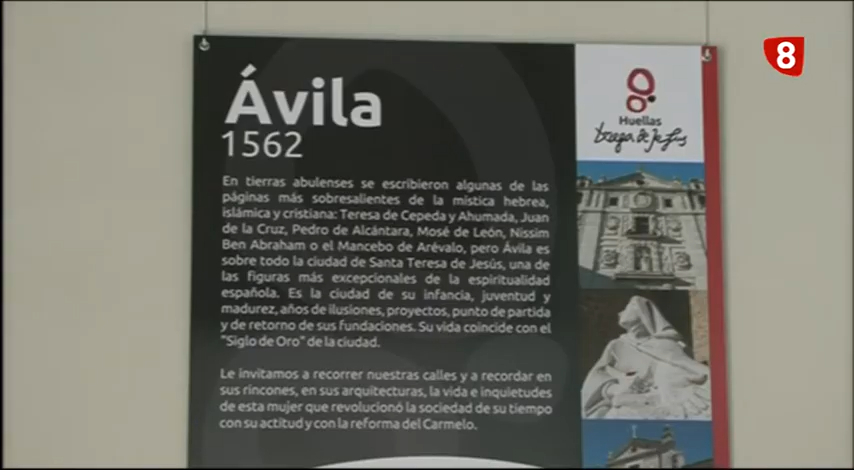 8
Ávila
1562
En tierras abulenses se escribieron algunas de las
páginas más sobresalientes de la mística hebrea,
islámica y cristiana: Teresa de Cepeda y Ahumada, Juan
de la Cruz, Pedro de Alcántara, Mosé de León, Nissim
Ben Abraham o el Mancebo de Arévalo, pero Ávila es
sobre todo la ciudad de Santa Teresa de Jesús, una de
las figuras más excepcionales de la espiritualidad
española. Es la ciudad de su infancia, juventud y
madurez, años de ilusiones, proyectos, punto de partida
y de retorno de sus fundaciones. Su vida coincide con el
"Siglo de Oro" de la ciudad.
Le invitamos a recorrer nuestras calles y a recordar en
sus rincones, en sus arquitecturas, la vida e inquietudes
de esta mujer que revolucionó la sociedad de su tiempo
con su actitud y con la reforma del Carmelo.
Huellas
Teresa de Jesús